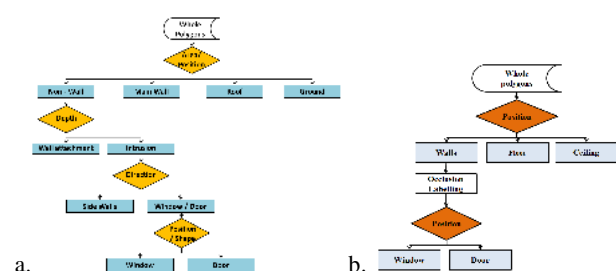 Whole
Polygons
Area/
Position
Non - Wall
Main Wall
Roof
Ground
Depth
Wall attachment
Intrusion
Direction
Side Walls
Window / Door
Position
/ Shape
Window
Door
a.
Whole
polygons
Position
Walls
Floor
Ceiling
Occlusion
Labelling
Position
Window
Door
b.